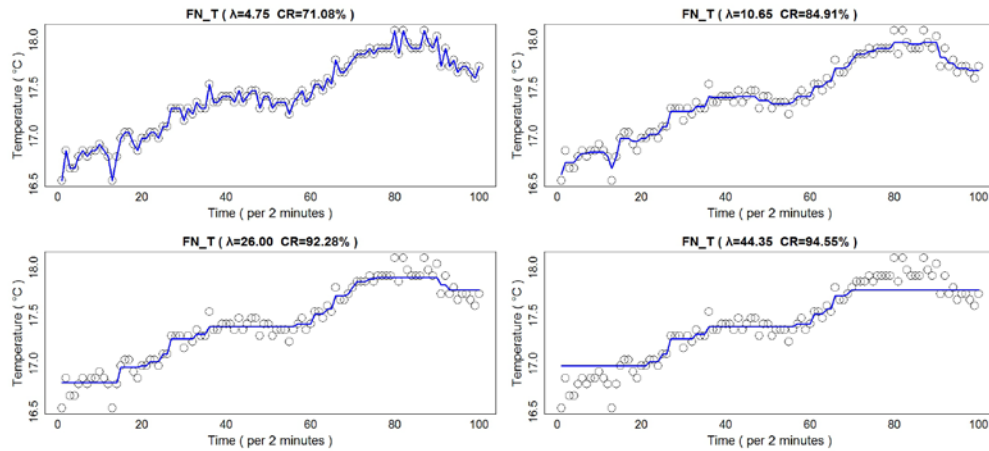 FN_T ( λ=4.75 CR=71.08% )
Temperature ( °C )
18.0
17.5
17.0
16.5
0 20 40 60 80 100
Time ( per 2 minutes )
FN_T ( λ=10.65 CR=84.91% )
Temperature ( °C )
18.0
17.5
17.0
16.5
0 20 40 60 80 100
Time ( per 2 minutes )
FN_T ( λ=26.00 CR=92.28% )
Temperature ( °C )
18.0
17.5
17.0
16.5
0 20 40 60 80 100
Time ( per 2 minutes )
FN_T ( λ=44.35 CR=94.55% )
Temperature ( °C )
18.0
17.5
17.0
16.5
0 20 40 60 80 100
Time ( per 2 minutes )